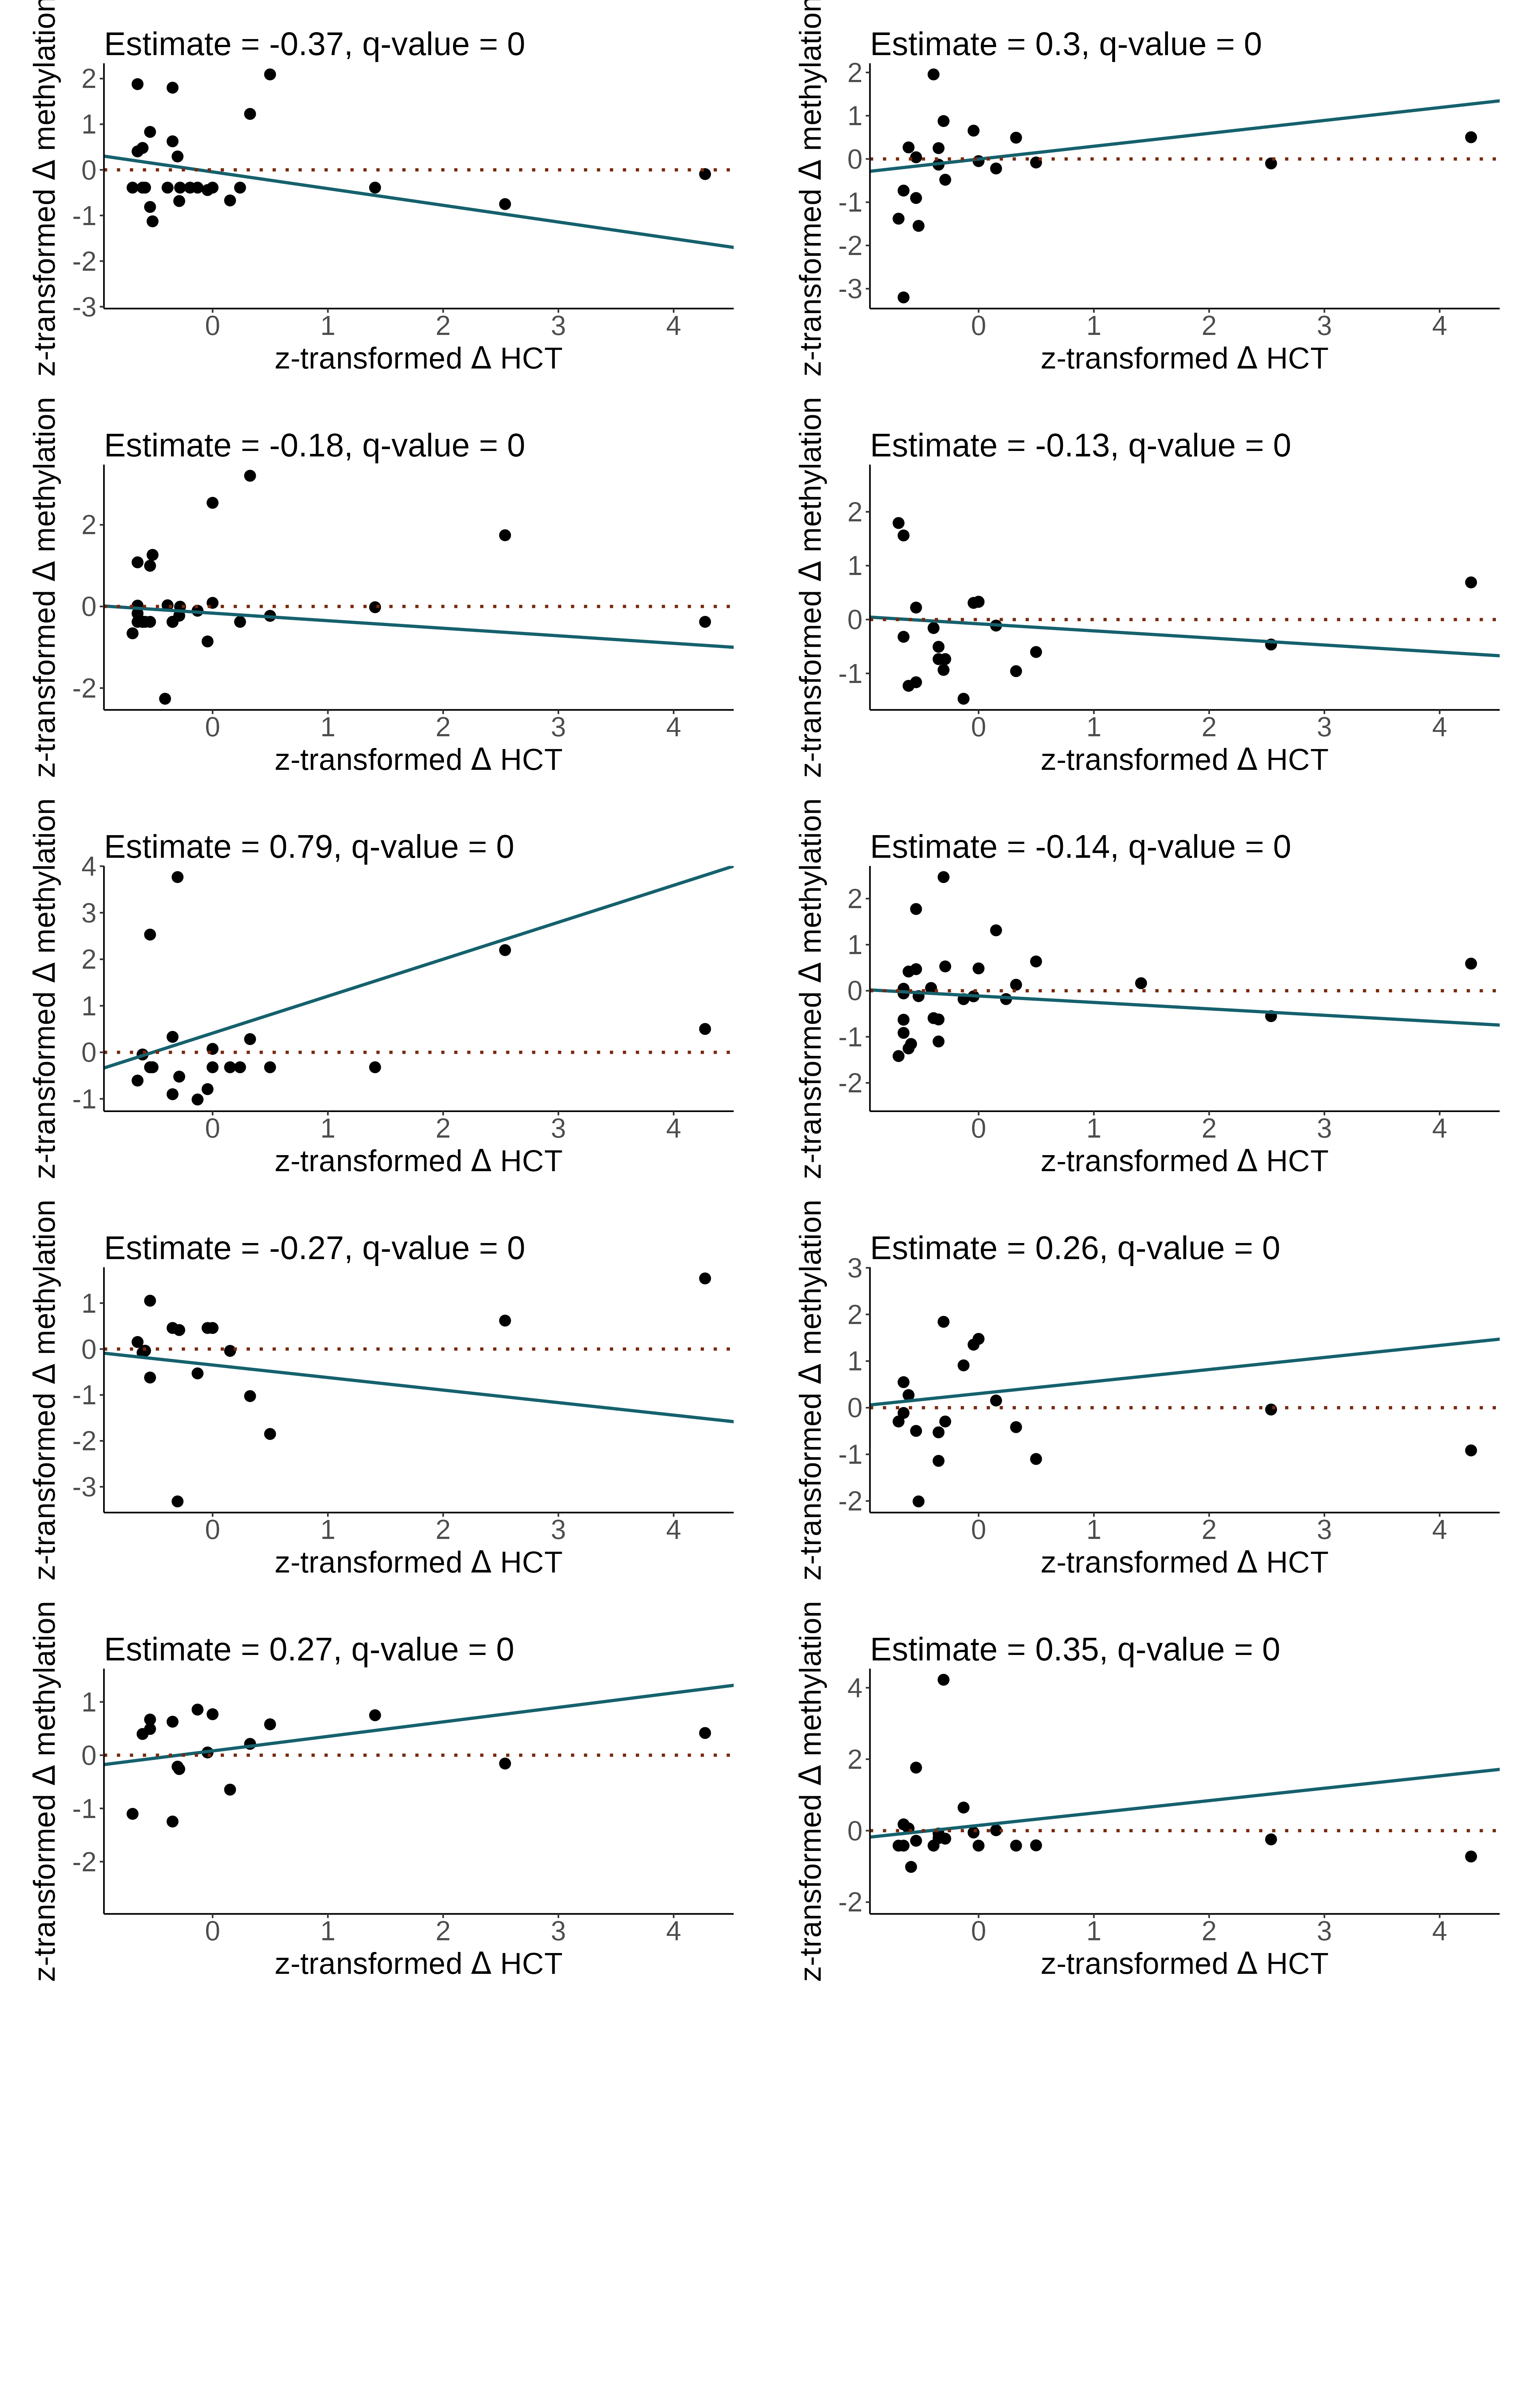 Estimate = -0.37, q-value = 0
z-transformed Δ methylation
2
1
0
-1
-2
-3
0 1 2 3 4
z-transformed Δ HCT
Estimate = 0.3, q-value = 0
z-transformed Δ methylation
2
1
0
-1
-2
-3
0 1 2 3 4
z-transformed Δ HCT
Estimate = -0.18, q-value = 0
z-transformed Δ methylation
2
0
-2
0 1 2 3 4
z-transformed Δ HCT
Estimate = -0.13, q-value = 0
z-transformed Δ methylation
2
1
0
-1
0 1 2 3 4
z-transformed Δ HCT
Estimate = 0.79, q-value = 0
z-transformed Δ methylation
4
3
2
1
0
-1
0 1 2 3 4
z-transformed Δ HCT
Estimate = -0.14, q-value = 0
z-transformed Δ methylation
2
1
0
-1
-2
0 1 2 3 4
z-transformed Δ HCT
Estimate = -0.27, q-value = 0
z-transformed Δ methylation
1
0
-1
-2
-3
0 1 2 3 4
z-transformed Δ HCT
Estimate = 0.26, q-value = 0
z-transformed Δ methylation
3
2
1
0
-1
-2
0 1 2 3 4
z-transformed Δ HCT
Estimate = 0.27, q-value = 0
z-transformed Δ methylation
1
0
-1
-2
0 1 2 3 4
z-transformed Δ HCT
Estimate = 0.35, q-value = 0
z-transformed Δ methylation
4
2
0
-2
0 1 2 3 4
z-transformed Δ HCT